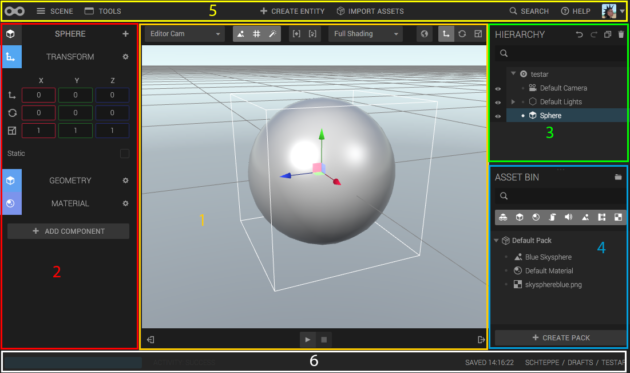 SCENE TOOLS 5 CREATE ENTITY IMPORT ASSETS SEARCH HELP
SPHERE
TRANSFORM
X Y Z
0 0 0
0 0 0
1 1 1
Static
GEOMETRY
MATERIAL
ADD COMPONENT
2
Editor Cam
Full Shading
1
HIERARCHY
testar
Default Camera
Default Lights
Sphere
3
ASSET BIN
Default Pack
4
Blue Skysphere
Default Material
skysphereblue.png
CREATE PACK
6
SAVED 14:16:22 SCHTEPPE / DRAFTS / TESTAR